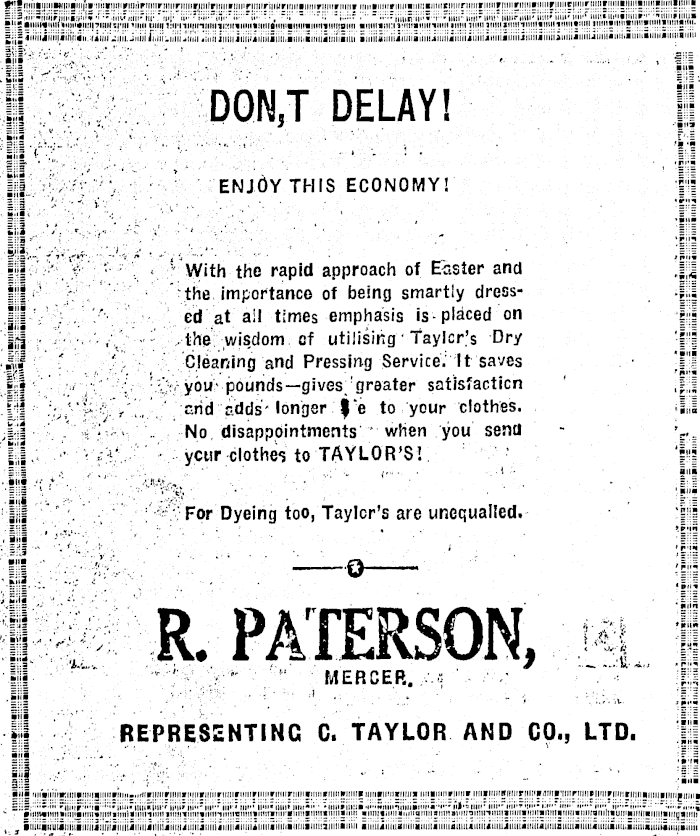 DON,T DELAY!
ENJOY THIS ECONOMY!
With the rapid approach of Easter and
the importance of being smartly dress-
ed at all times emphasis is placed on
the wisdom of utilising Taylor's Dry
Cleaning and Pressing Service. It saves
you pounds—gives greater satisfaction
and adds longer to your clothes.
No disappointments when you send
your clothes to TAYLOR'S!
For Dyeing too, Taylor's are unequalled.
R. PATERSON,
MERCER.
REPRESENTING C. TAYLOR AND CO., LTD.